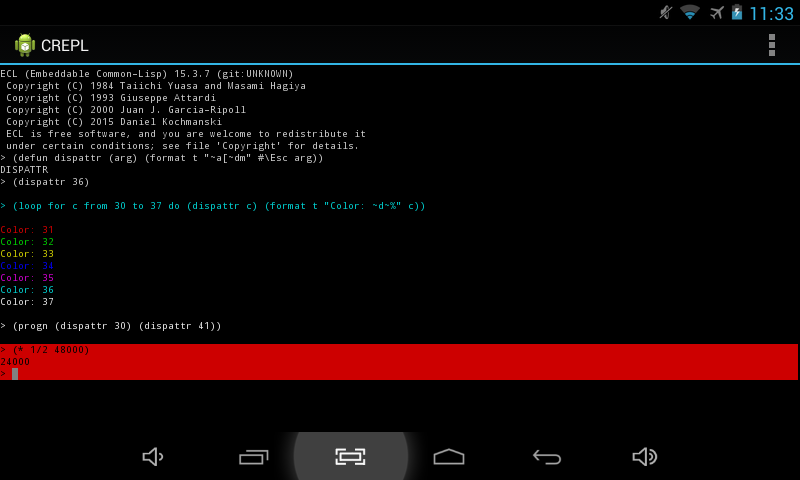 11:33
CREPL
ECL (Embeddable Common-Lisp) 15.3.7 (git:UNKNOWN)
Copyright (C) 1984 Taiichi Yuasa and Masami Hagiya
Copyright (C) 1993 Giuseppe Attardi
Copyright (C) 2000 Juan J. Garcia-Ripoll
Copyright (C) 2015 Daniel Kochmanski
ECL is free software, and you are welcome to redistribute it
under certain conditions; see file 'Copyright' for details.
> (defun dispattr (arg) (format t "~a[~dm" #\Esc arg))
DISPATTR
> (dispattr 36)
> (loop for c from 30 to 37 do (dispattr c) (format t "Color: ~d~%" c))
Color: 31
Color: 32
Color: 33
Color: 34
Color: 35
Color: 36
Color: 37
> (progn (dispattr 30) (dispattr 41))
> (* 1/2 48000)
24000
>